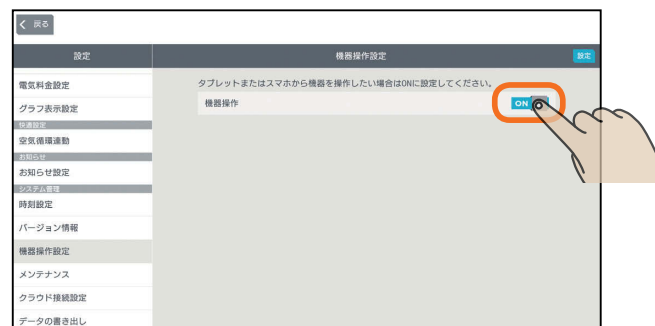 戻る
設定
機器操作設定
設定
電気料金設定
グラフ表示設定
快適設定
空気循環連動
お知らせ
お知らせ設定
システム管理
時刻設定
バージョン情報
機器操作設定
メンテナンス
クラウド接続設定
データの書き出し
タブレットまたはスマホから機器を操作したい場合はONに設定してください。
機器操作
ON